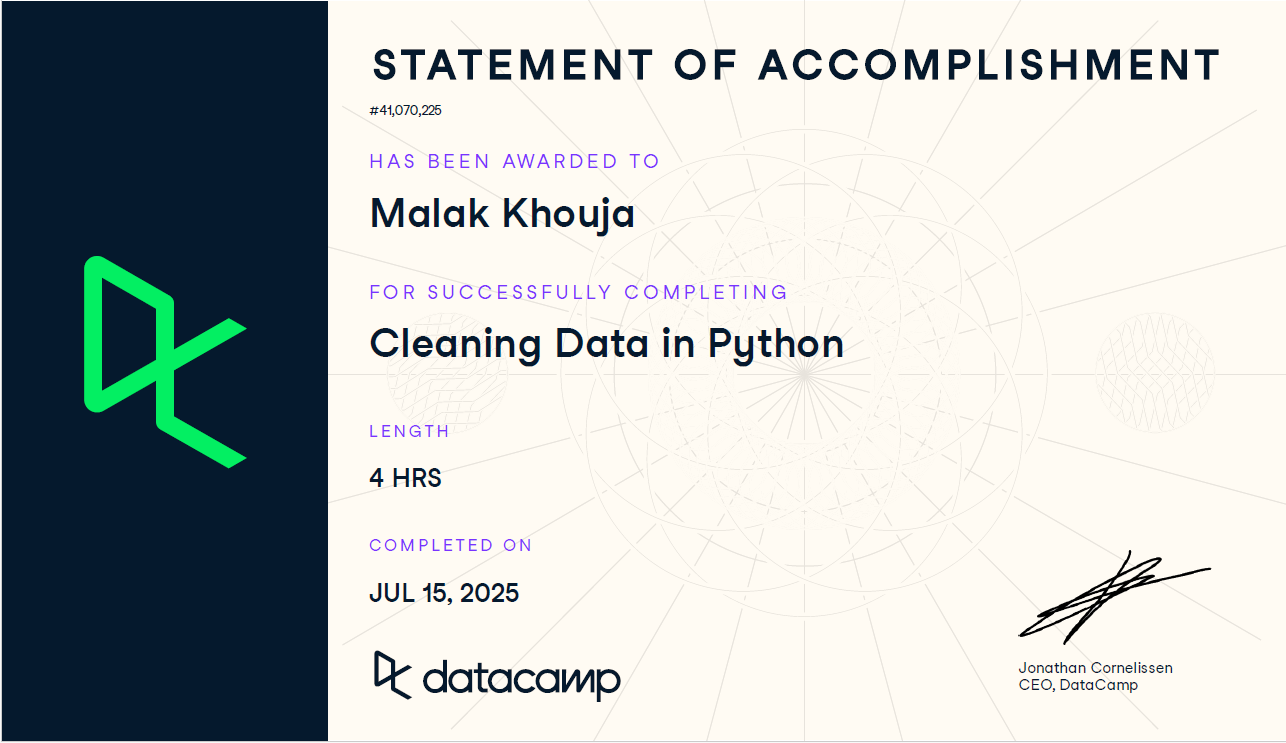 STATEMENT OF ACCOMPLISHMENT
#41,070,225
HAS BEEN AWARDED TO
Malak Khouja
FOR SUCCESSFULLY COMPLETING
Cleaning Data in Python
LENGTH
4 HRS
COMPLETED ON
JUL 15, 2025
datacamp
Jonathan Cornelissen
CEO, DataCamp